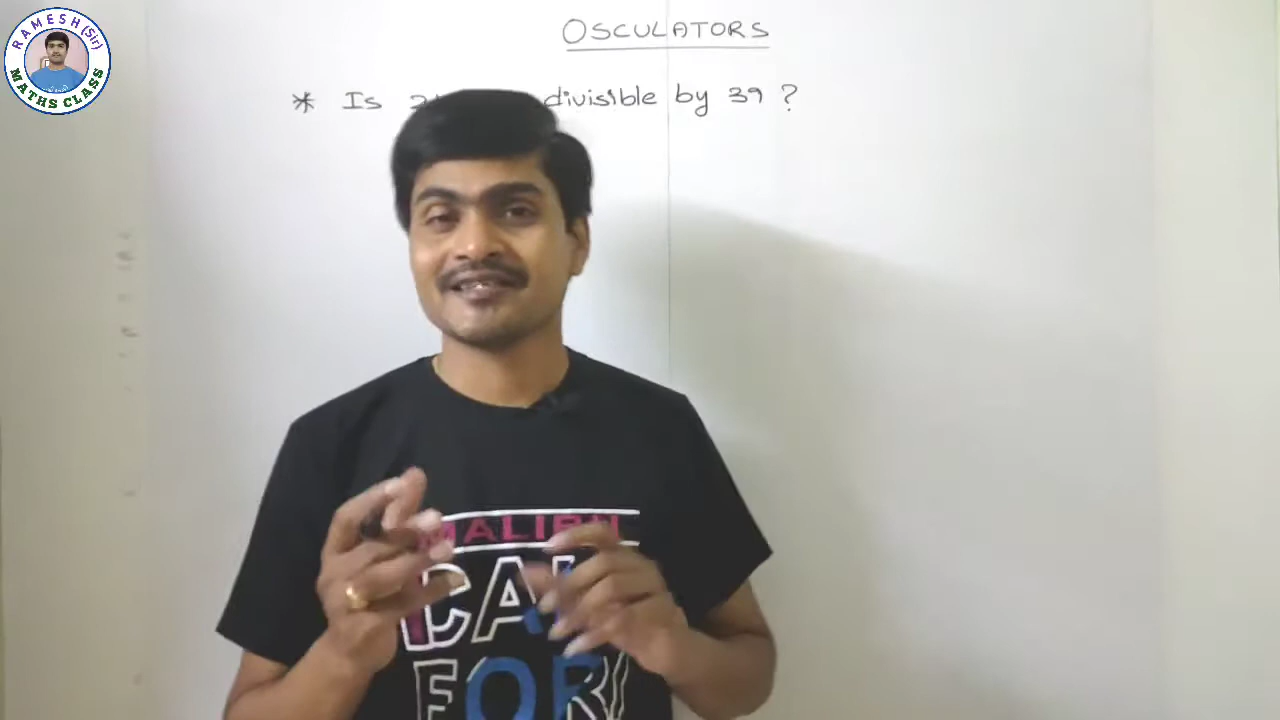 RAMESH (Sir)
MATHS CLASS
OSCULATORS
* Is divisible by 39 ?
MALIBU